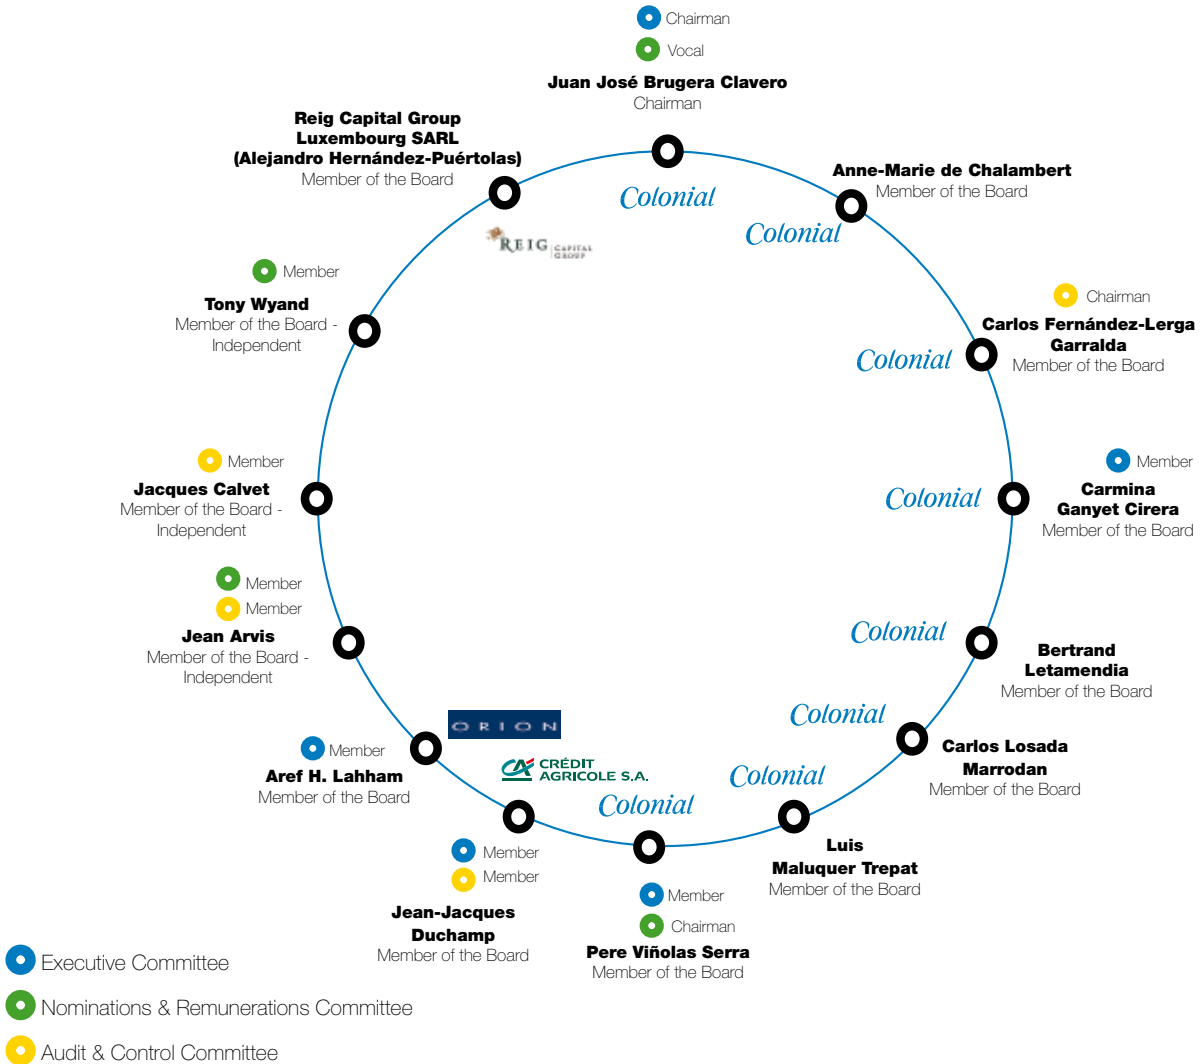 Chairman
Vocal
Juan José Brugera Clavero
Chairman
Reig Capital Group
Luxembourg SARL
(Alejandro Hernández-Puértolas)
Member of the Board
Anne-Marie de Chalambert
Member of the Board
Colonial
Colonial
REIG CAPITAL
GROUP
Member
Tony Wyand
Member of the Board -
Independent
Chairman
Carlos Fernández-Lerga
Garralda
Member of the Board
Colonial
Member
Jacques Calvet
Member of the Board -
Independent
Member
Carmina
Ganyet Cirera
Member of the Board
Colonial
Member
Member
Jean Arvis
Member of the Board -
Independent
Colonial
Bertrand
Letamendia
Member of the Board
ORION
Member
Aref H. Lahham
Member of the Board
Colonial
Carlos Losada
Marrodan
Member of the Board
CA CRÉDIT
AGRICOLE S.A.
Colonial
Colonial
Luis
Maluquer Trepat
Member of the Board
Member
Member
Jean-Jacques
Duchamp
Member of the Board
Member
Chairman
Pere Viñolas Serra
Member of the Board
Executive Committee
Nominations & Remunerations Committee
Audit & Control Committee